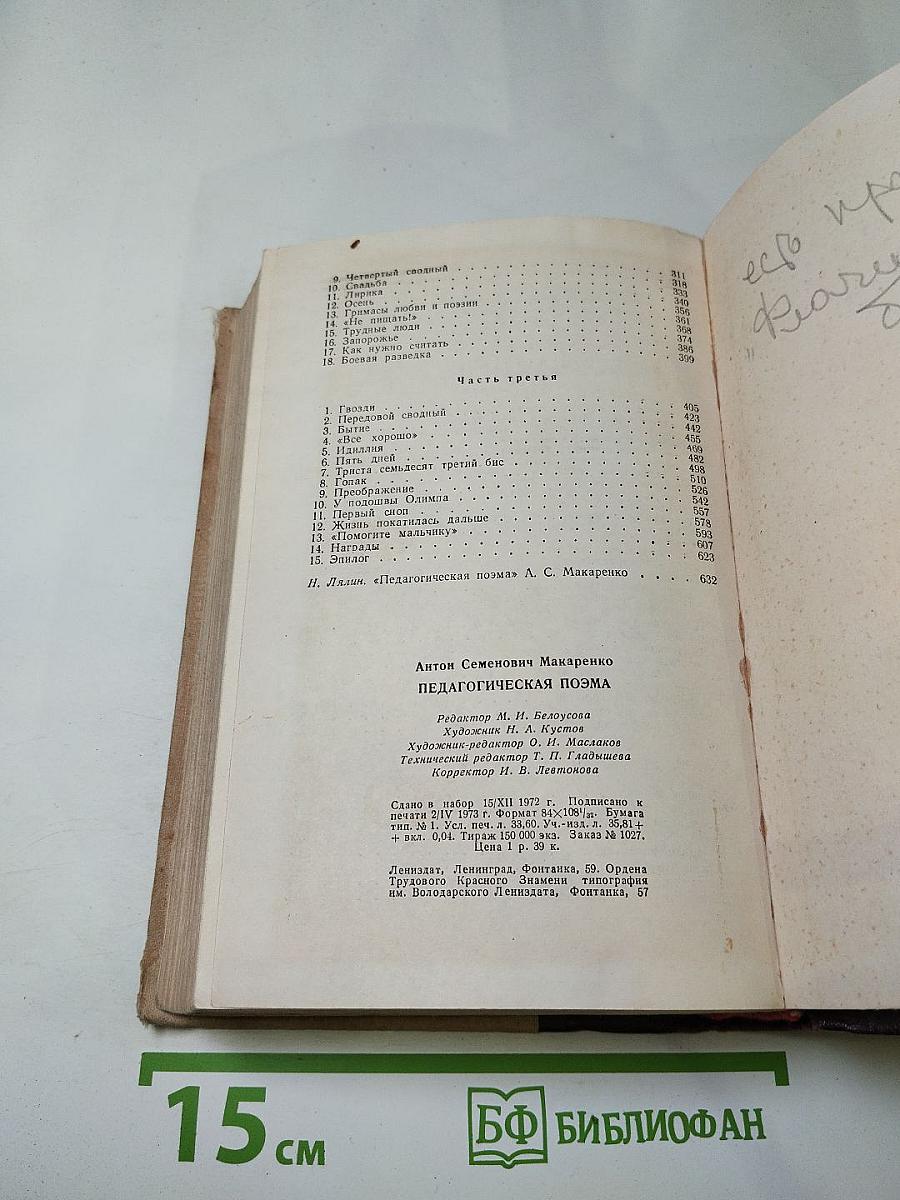 9. Четвертый сводный . . . . . . . . . . . . . 311
10. Свадьба . . . . . . . . . . . . . 318
11. Лирика . . . . . . . . . . . . . 333
12. Осень . . . . . . . . . . . . . 340
13. Гримасы любви и поэзии . . . . . . . . . . . . . 356
14. «Не пищать!» . . . . . . . . . . . . . 361
15. Трудные люди . . . . . . . . . . . . . 368
16. Запорожье . . . . . . . . . . . . . 374
17. Как нужно считать . . . . . . . . . . . . . 386
18. Боевая разведка . . . . . . . . . . . . . 399
Часть третья
1. Гвозди . . . . . . . . . . . . . 405
2. Передовой сводный . . . . . . . . . . . . . 423
3. Бытие . . . . . . . . . . . . . 442
4. «Все хорошо» . . . . . . . . . . . . . 455
5. Идиллия . . . . . . . . . . . . . 469
6. Пять дней . . . . . . . . . . . . . 482
7. Триста семьдесят третий бис . . . . . . . . . . . . . 498
8. Гопак . . . . . . . . . . . . . 510
9. Преображение . . . . . . . . . . . . . 526
10. У подошвы Олимпа . . . . . . . . . . . . . 542
11. Первый сноп . . . . . . . . . . . . . 557
12. Жизнь покатилась дальше . . . . . . . . . . . . . 578
13. «Помогите мальчику» . . . . . . . . . . . . . 593
14. Награды . . . . . . . . . . . . . 607
15. Эпилог . . . . . . . . . . . . . 623
Н. Лялин. «Педагогическая поэма» А. С. Макаренко . . . . 632
Антон Семенович Макаренко
ПЕДАГОГИЧЕСКАЯ ПОЭМА
Редактор М. И. Белоусова
Художник Н. А. Кустов
Художник-редактор О. И. Маслаков
Технический редактор Т. П. Гладышева
Корректор И. В. Левтонова
Сдано в набор 15/XII 1972 г. Подписано к
печати 2/IV 1973 г. Формат 84×108¹/₃₂. Бумага
тип. № 1. Усл. печ. л. 33,60. Уч.-изд. л. 35,81+
+ вкл. 0,04. Тираж 150 000 экз. Заказ № 1027.
Цена 1 р. 39 к.
Лениздат, Ленинград, Фонтанка, 59. Ордена
Трудового Красного Знамени типография
им. Володарского Лениздата, Фонтанка, 57
есть
15 см
БФ БИБЛИОФАН